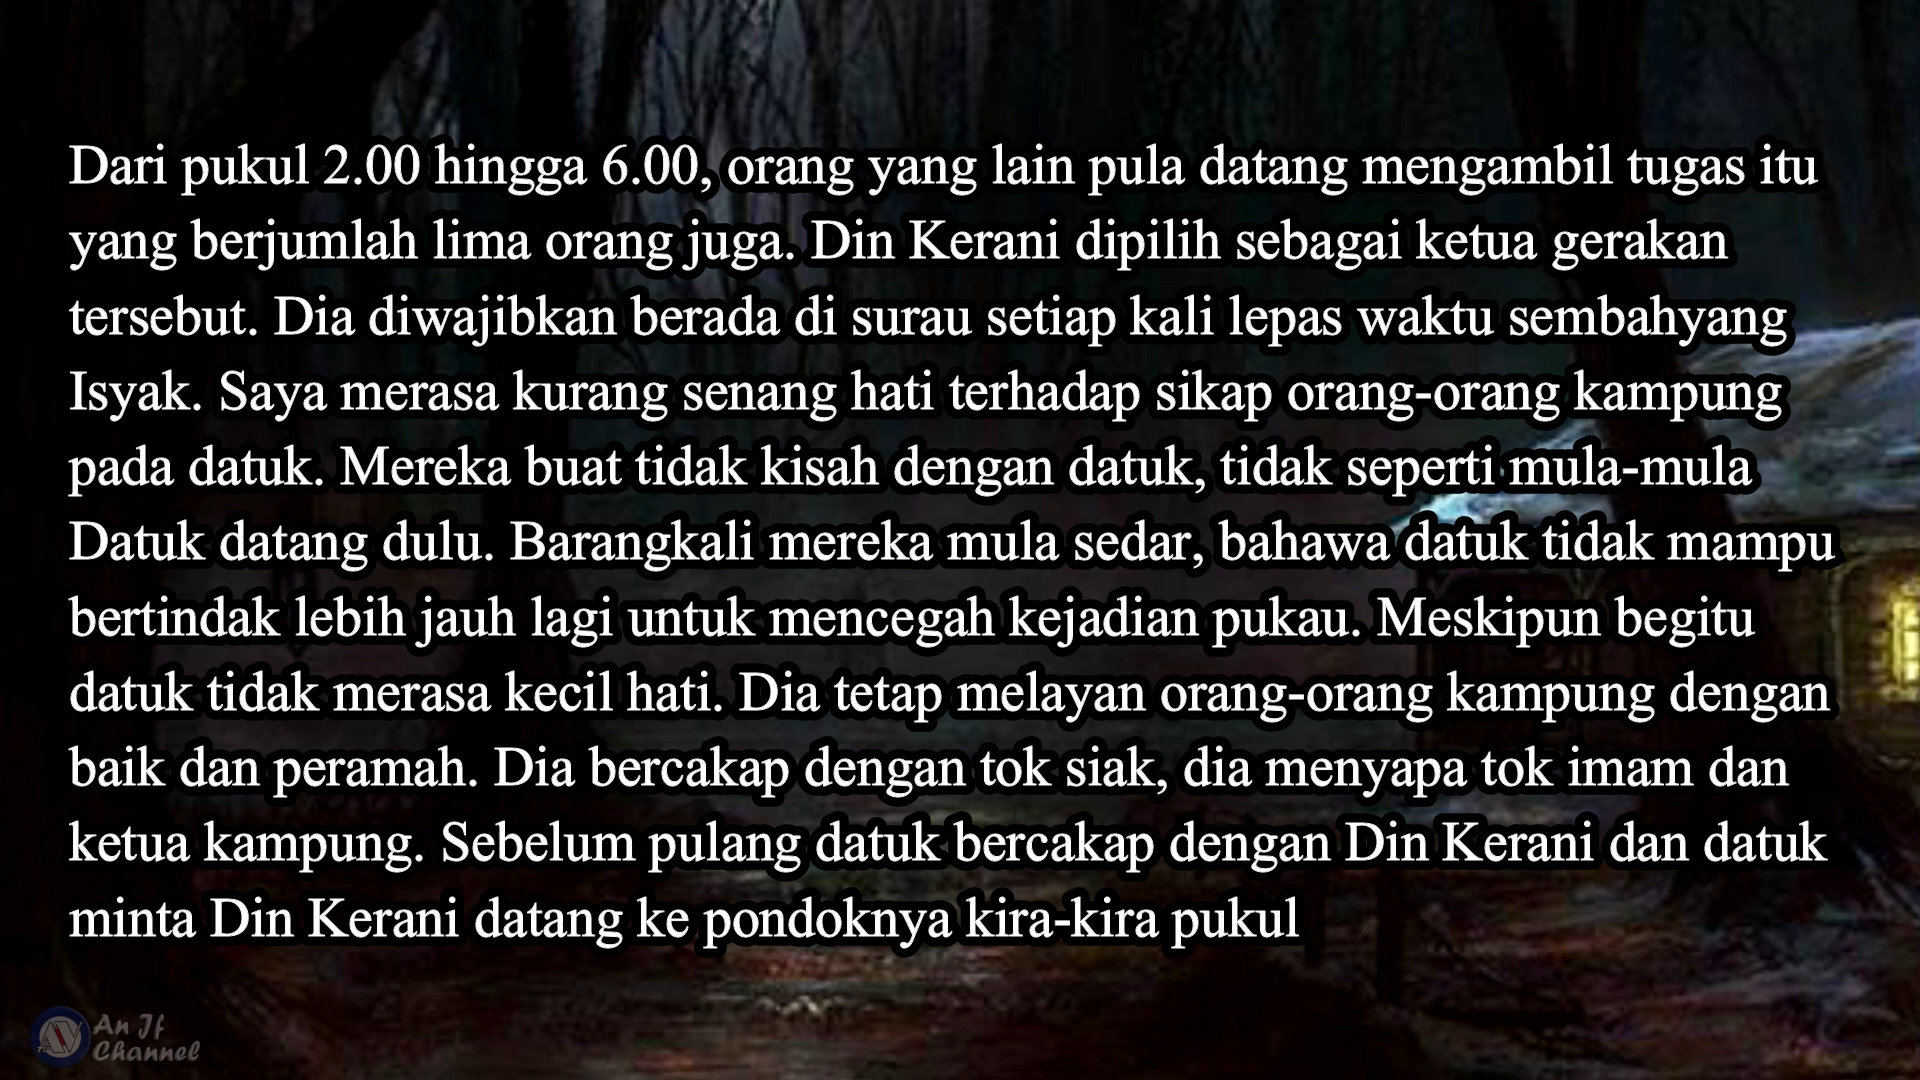 Dari pukul 2.00 hingga 6.00, orang yang lain pula datang mengambil tugas itu
yang berjumlah lima orang juga. Din Kerani dipilih sebagai ketua gerakan
tersebut. Dia diwajibkan berada di surau setiap kali lepas waktu sembahyang
Isyak. Saya merasa kurang senang hati terhadap sikap orang-orang kampung
pada datuk. Mereka buat tidak kisah dengan datuk, tidak seperti mula-mula
Datuk datang dulu. Barangkali mereka mula sedar, bahawa datuk tidak mampu
bertindak lebih jauh lagi untuk mencegah kejadian pukau. Meskipun begitu
datuk tidak merasa kecil hati. Dia tetap melayan orang-orang kampung dengan
baik dan peramah. Dia bercakap dengan tok siak, dia menyapa tok imam dan
ketua kampung. Sebelum pulang datuk bercakap dengan Din Kerani dan datuk
minta Din Kerani datang ke pondoknya kira-kira pukul
An If
Channel